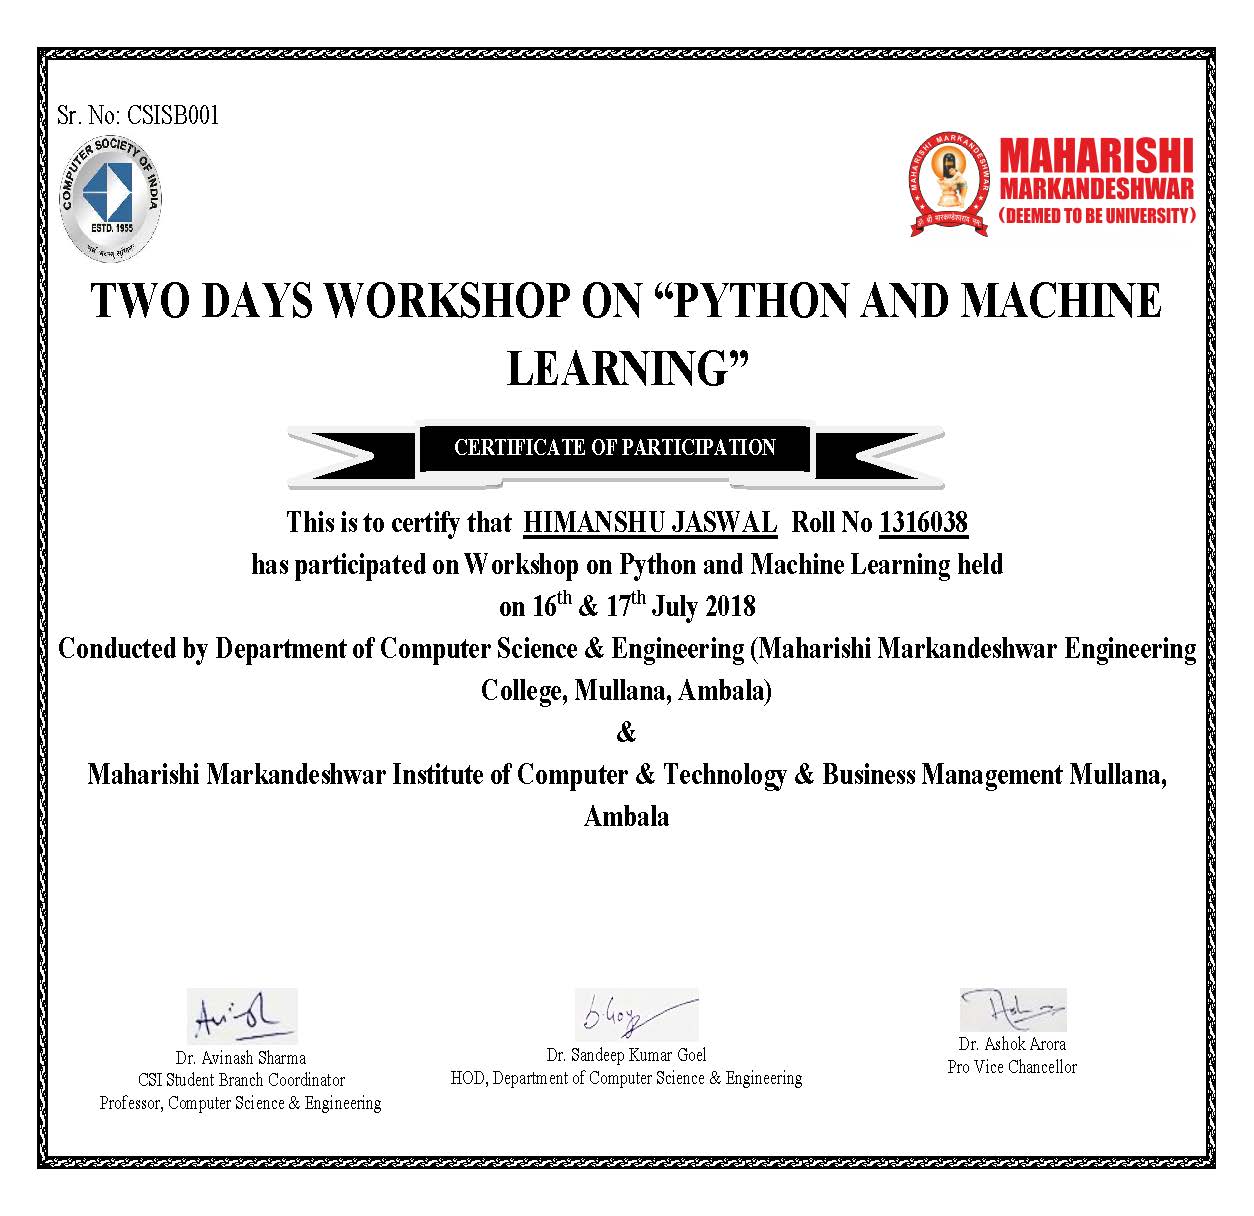 Sr. No: CSISB001
COMPUTER SOCIETY OF INDIA
ESTD. 1955
MAHARISHI MARKANDESHWAR
MAHARISHI
MARKANDESHWAR
(DEEMED TO BE UNIVERSITY)
TWO DAYS WORKSHOP ON “PYTHON AND MACHINE
LEARNING”
CERTIFICATE OF PARTICIPATION
This is to certify that HIMANSHU JASWAL Roll No 1316038
has participated on Workshop on Python and Machine Learning held
on 16th & 17th July 2018
Conducted by Department of Computer Science & Engineering (Maharishi Markandeshwar Engineering
College, Mullana, Ambala)
&
Maharishi Markandeshwar Institute of Computer & Technology & Business Management Mullana,
Ambala
Dr. Avinash Sharma
CSI Student Branch Coordinator
Professor, Computer Science & Engineering
Dr. Sandeep Kumar Goel
HOD, Department of Computer Science & Engineering
Dr. Ashok Arora
Pro Vice Chancellor